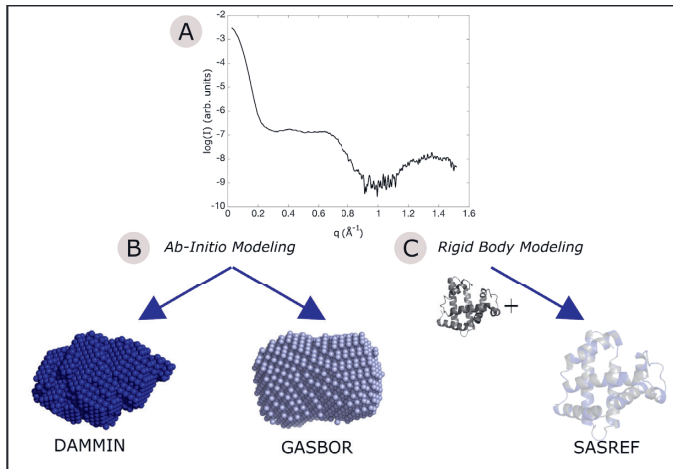 A
-2
-3
-4
-5
-6
-7
-8
-9
-10
log(I) (arb. units)
0 0.2 0.4 0.6 0.8 1 1.2 1.4 1.6
q (Å⁻¹)
B Ab-Initio Modeling
C Rigid Body Modeling
+
DAMMIN
GASBOR
SASREF